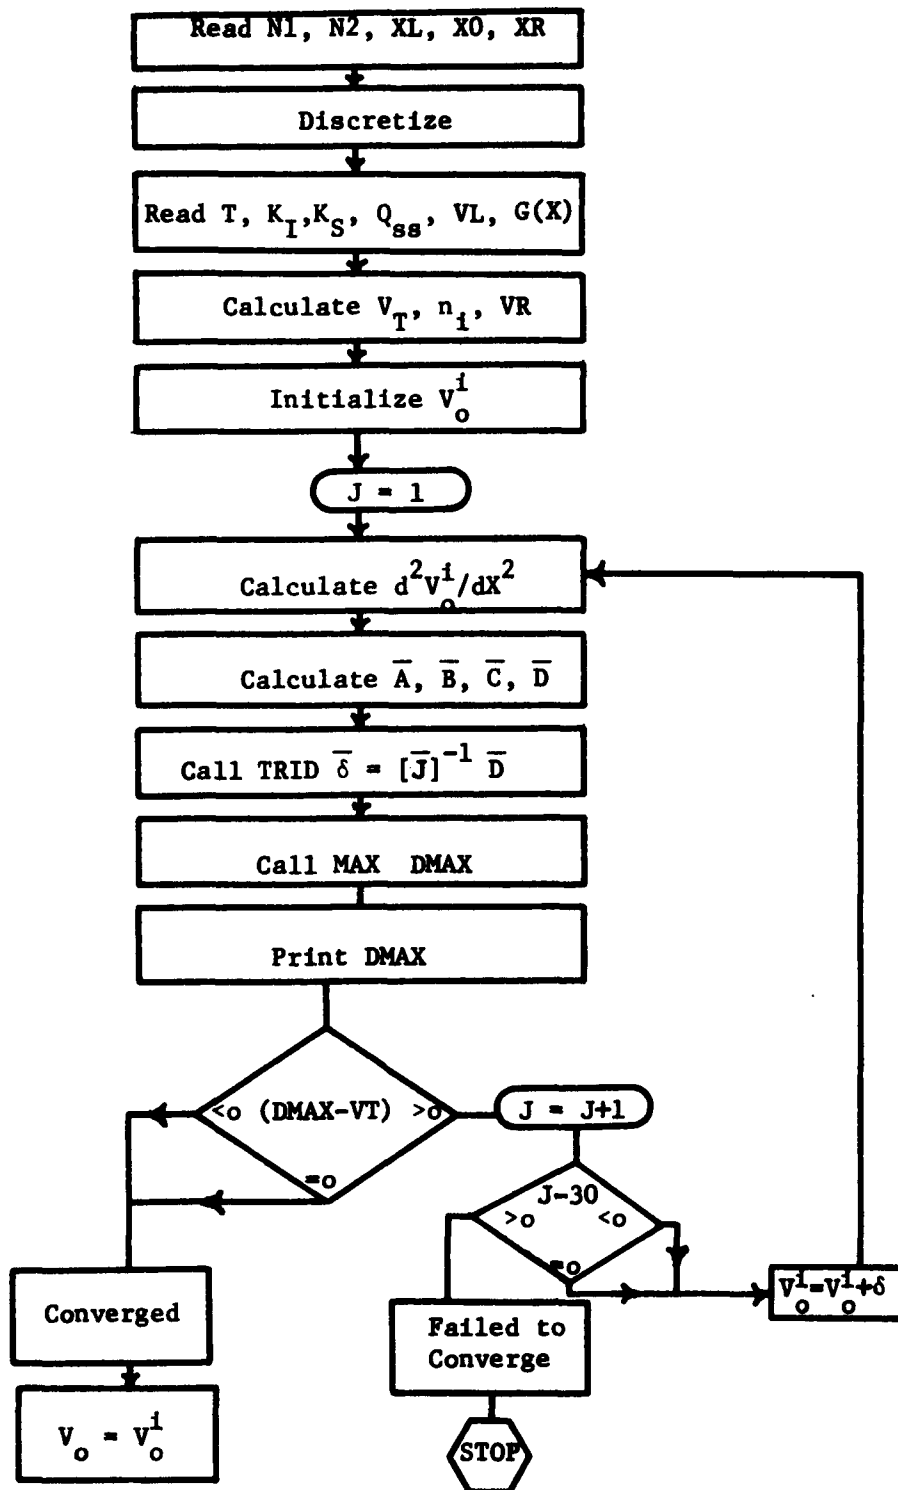 Read N1, N2, XL, XO, XR
Discretize
Read T, K_I, K_S, Q_ss, VL, G(X)
Calculate V_T, n_i, VR
Initialize V_o^i
J = 1
Calculate d^2V_o^i/dX^2
Calculate A̅, B̅, C̅, D̅
Call TRID δ̅ = [J̅]^-1 D̅
Call MAX DMAX
Print DMAX
<o (DMAX-VT) >o
=o
J = J+1
J-30
>o <o
=o
V_o^i=V_o^i+δ
Converged
Failed to
Converge
V_o = V_o^i
STOP